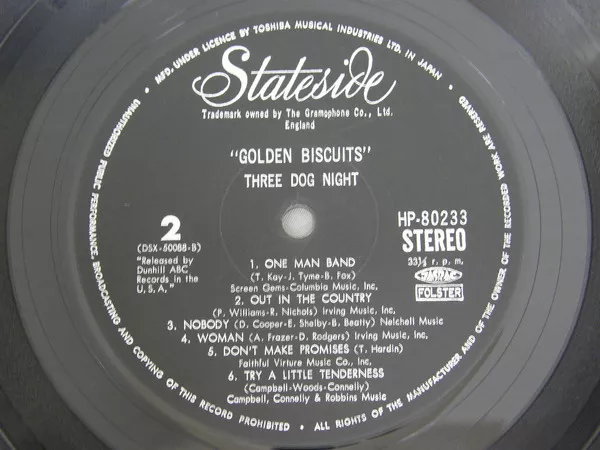 MFD. UNDER LICENCE BY TOSHIBA MUSICAL INDUSTRIES LTD. IN JAPAN •
Stateside
Trademark owned by The Gramophone Co., Ltd.
England
"GOLDEN BISCUITS"
THREE DOG NIGHT
2
(DSX-50088-B)
"Released by
Dunhill ABC
Records in the
U,S,A,"
HP-80233
STEREO
33⅓ r. p. m.
FOLSTER
1. ONE MAN BAND
(T. Kay-J. Tyme-B. Fox)
Screen Gems-Columbia Music, Inc.
2. OUT IN THE COUNTRY
(P. Williams-R. Nichols) Irving Music, Inc.
3. NOBODY (D. Cooper-E. Shelby-B. Beatly) Nelchell Music
4. WOMAN (A. Frazer-D. Rodgers) Irving Music, Inc.
5. DON'T MAKE PROMISES (T. Hardin)
Faithful Virture Music Co., Inc.
6. TRY A LITTLE TENDERNESS
(Campbell-Woods-Connelly)
Campbell, Connelly & Robbins Music
ALL RIGHTS OF THE MANUFACTURER AND OF THE OWNER OF THE RECORDED WORK ARE RESERVED
UNAUTHORIZED PUBLIC PERFORMANCE, BROADCASTING AND COPYING OF THIS RECORD PROHIBITED •